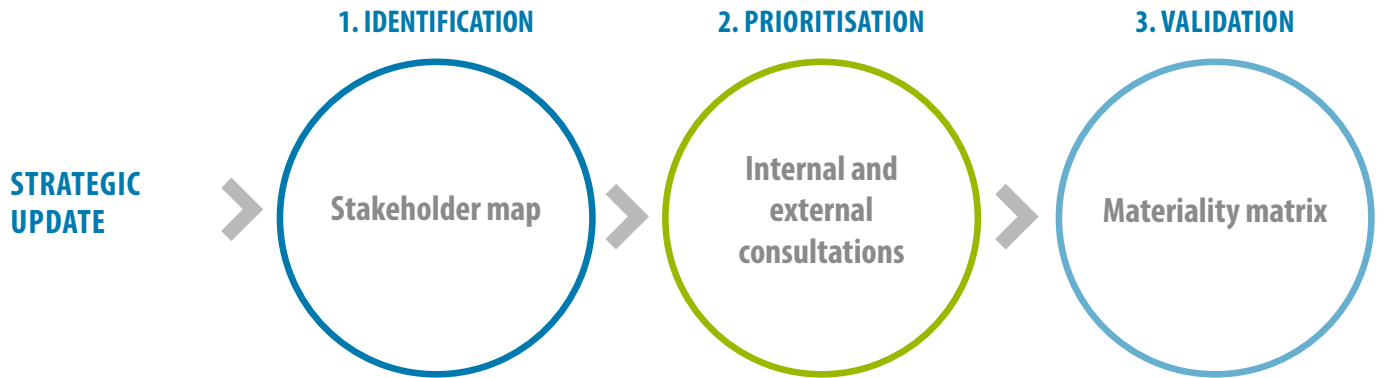 STRATEGIC
UPDATE
1. IDENTIFICATION
Stakeholder map
2. PRIORITISATION
Internal and
external
consultations
3. VALIDATION
Materiality matrix